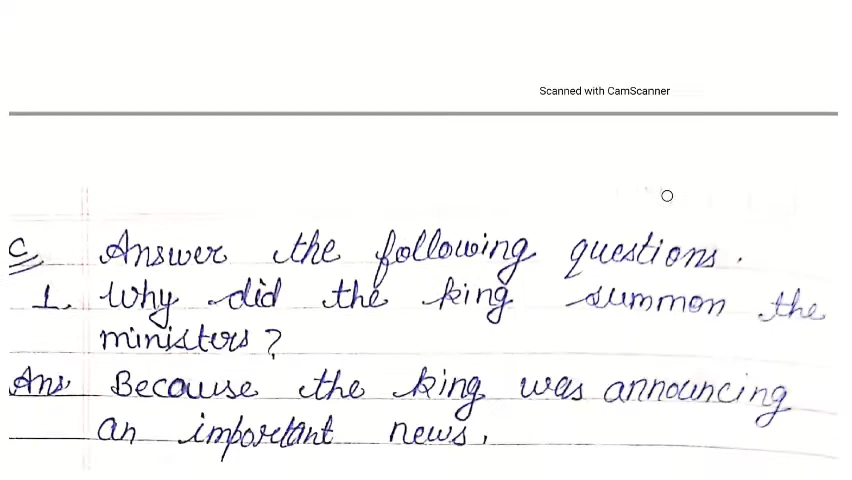 Scanned with CamScanner
C Answer the following questions.
1. Why did the king summon the
ministers?
Ans. Because the king was announcing
an important news.